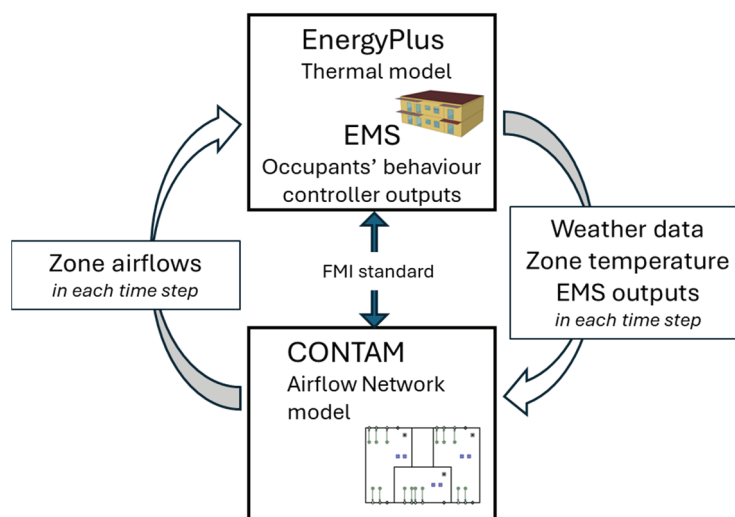 EnergyPlus
Thermal model
EMS
Occupants' behaviour
controller outputs
Zone airflows
in each time step
FMI standard
Weather data
Zone temperature
EMS outputs
in each time step
CONTAM
Airflow Network
model